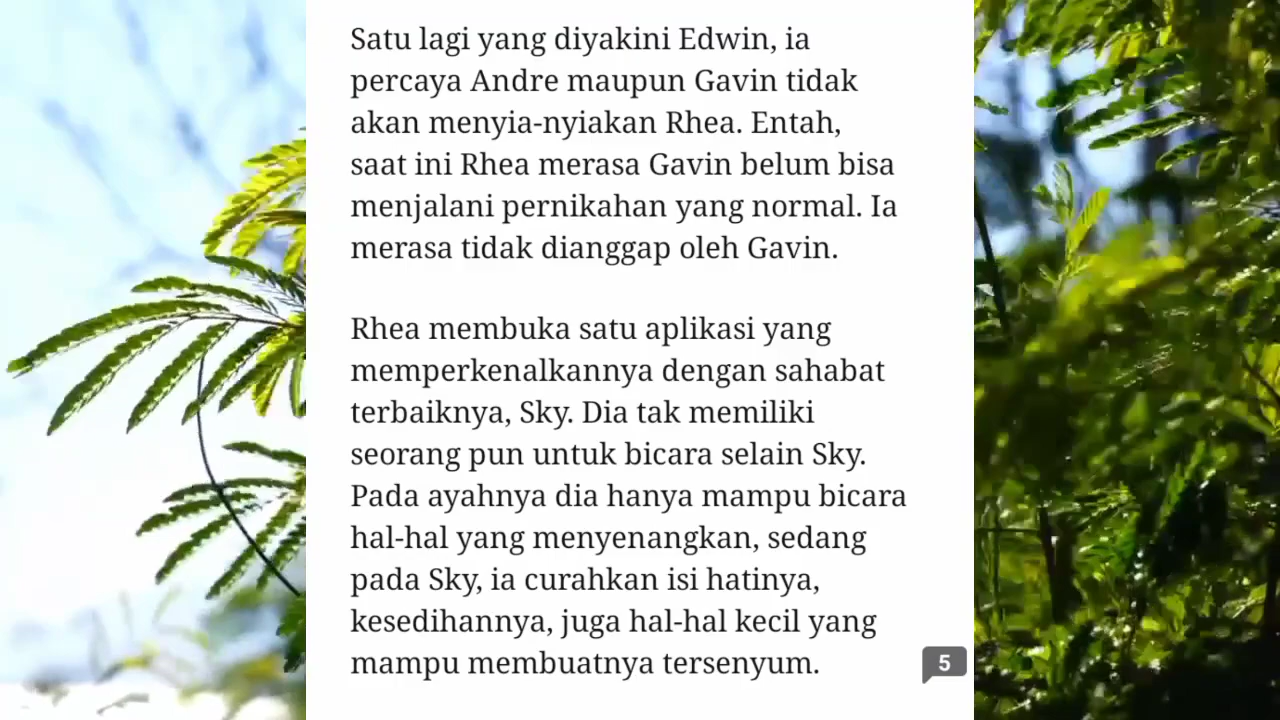 Satu lagi yang diyakini Edwin, ia
percaya Andre maupun Gavin tidak
akan menyia-nyiakan Rhea. Entah,
saat ini Rhea merasa Gavin belum bisa
menjalani pernikahan yang normal. Ia
merasa tidak dianggap oleh Gavin.
Rhea membuka satu aplikasi yang
memperkenalkannya dengan sahabat
terbaiknya, Sky. Dia tak memiliki
seorang pun untuk bicara selain Sky.
Pada ayahnya dia hanya mampu bicara
hal-hal yang menyenangkan, sedang
pada Sky, ia curahkan isi hatinya,
kesedihannya, juga hal-hal kecil yang
mampu membuatnya tersenyum.
5